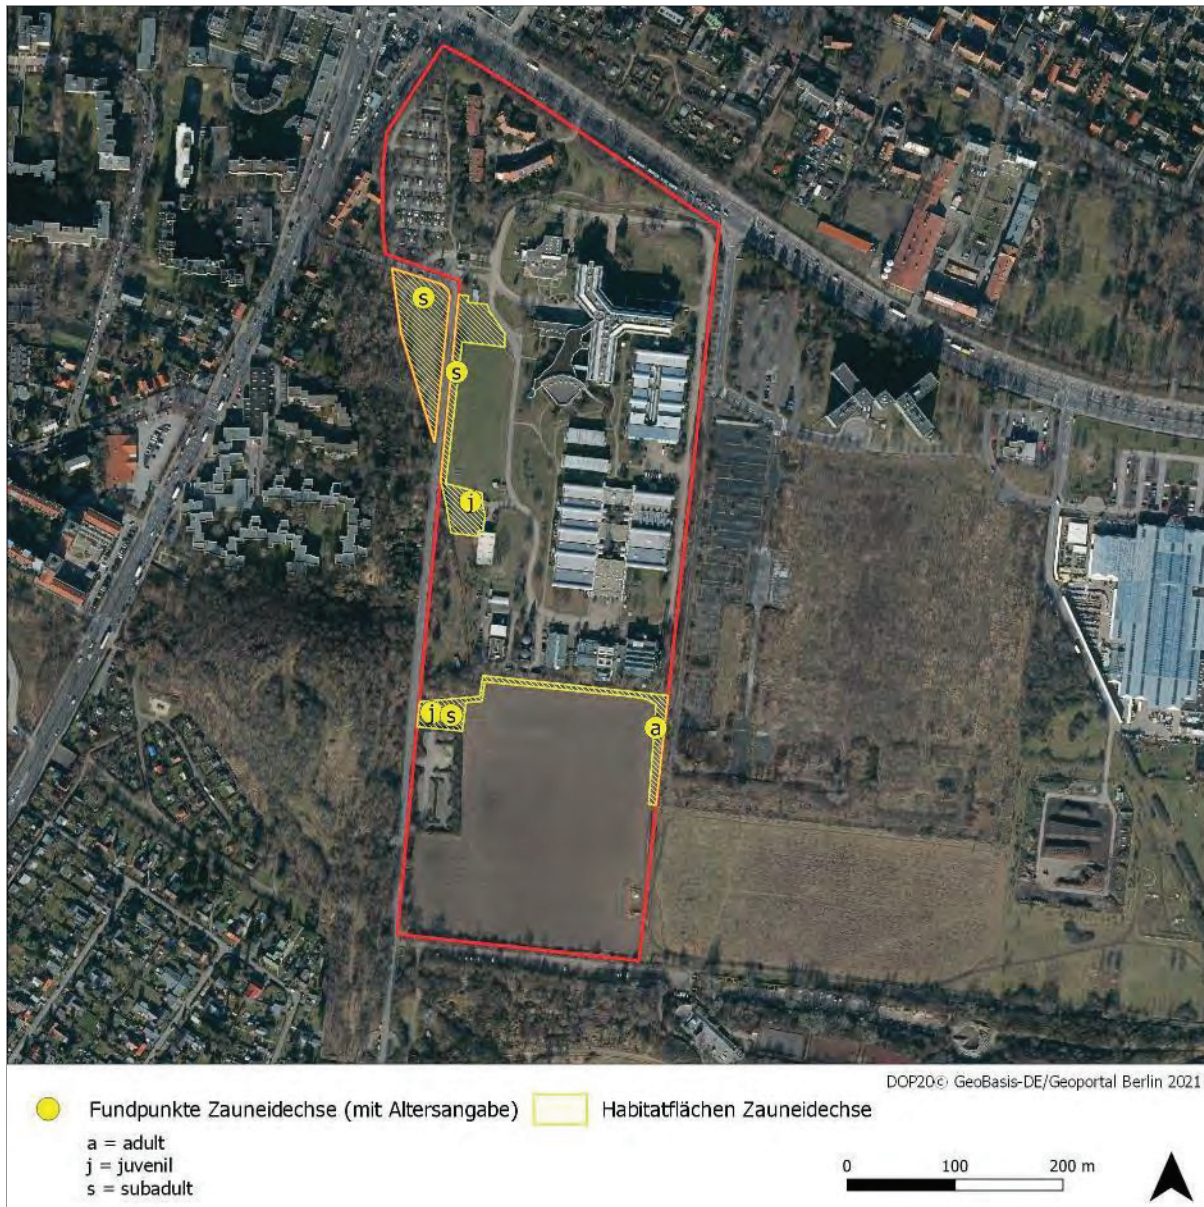 s
s
j
j s
a
DOP20© GeoBasis-DE/Geoportal Berlin 2021
Fundpunkte Zauneidechse (mit Altersangabe) Habitatflächen Zauneidechse
a = adult
j = juvenil
s = subadult
0 100 200 m